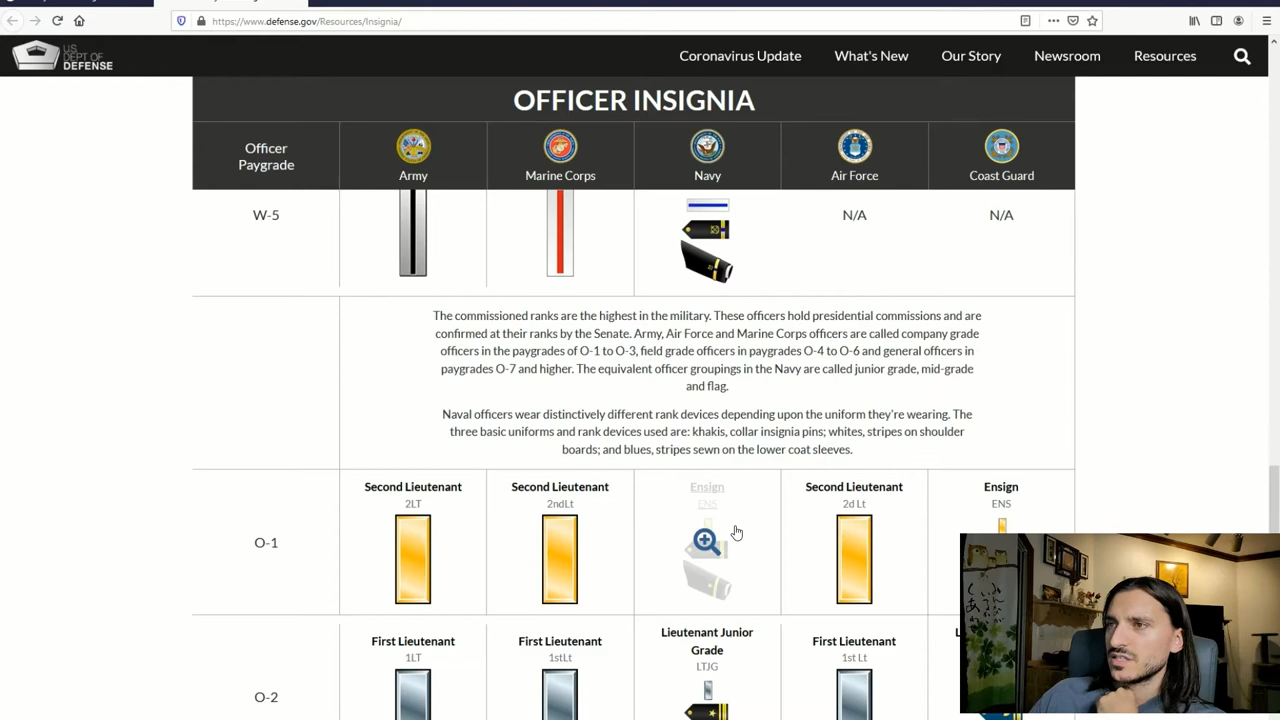 https://www.defense.gov/Resources/Insignia/
US
DEPT OF
DEFENSE
Coronavirus Update
What's New
Our Story
Newsroom
Resources
OFFICER INSIGNIA
Officer
Paygrade
Army
Marine Corps
Navy
Air Force
Coast Guard
W-5
N/A
N/A
The commissioned ranks are the highest in the military. These officers hold presidential commissions and are
confirmed at their ranks by the Senate. Army, Air Force and Marine Corps officers are called company grade
officers in the paygrades of O-1 to O-3, field grade officers in paygrades O-4 to O-6 and general officers in
paygrades O-7 and higher. The equivalent officer groupings in the Navy are called junior grade, mid-grade
and flag.
Naval officers wear distinctively different rank devices depending upon the uniform they're wearing. The
three basic uniforms and rank devices used are: khakis, collar insignia pins; whites, stripes on shoulder
boards; and blues, stripes sewn on the lower coat sleeves.
O-1
Second Lieutenant
2LT
Second Lieutenant
2ndLt
Ensign
ENS
Second Lieutenant
2d Lt
Ensign
ENS
O-2
First Lieutenant
1LT
First Lieutenant
1stLt
Lieutenant Junior
Grade
LTJG
First Lieutenant
1st Lt